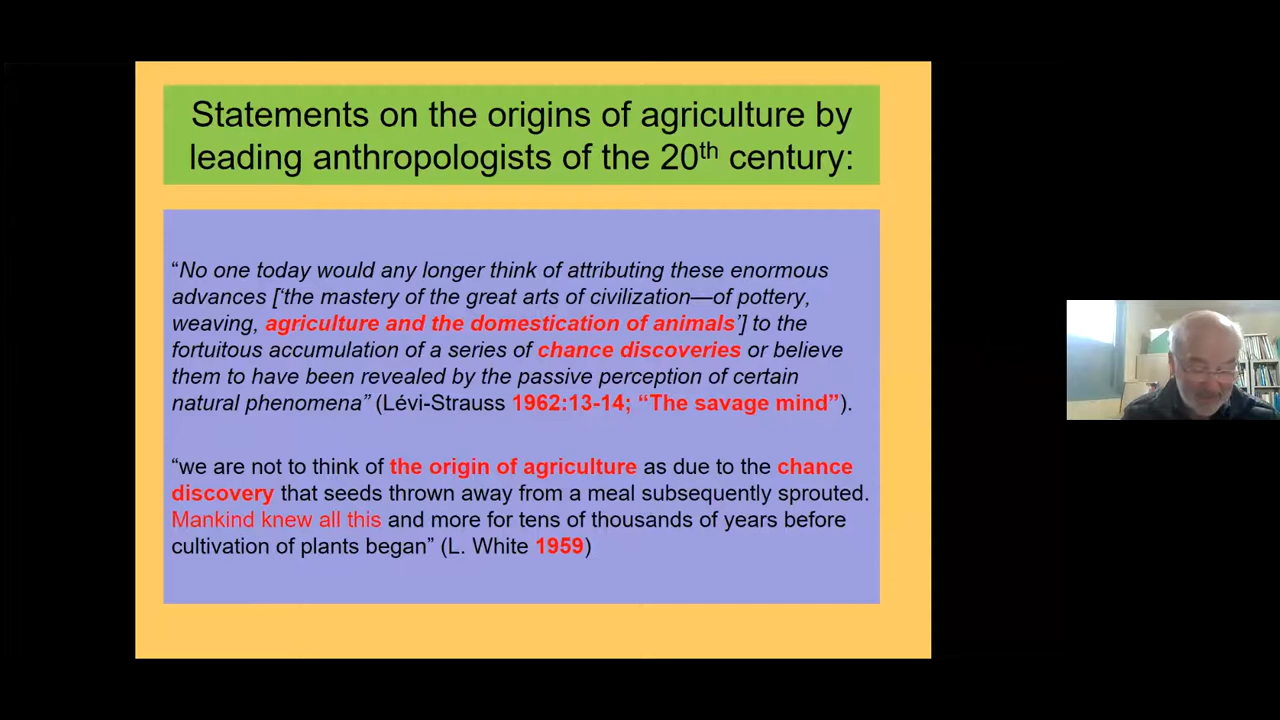 Statements on the origins of agriculture by
leading anthropologists of the 20th century:
“No one today would any longer think of attributing these enormous
advances [‘the mastery of the great arts of civilization—of pottery,
weaving, agriculture and the domestication of animals’] to the
fortuitous accumulation of a series of chance discoveries or believe
them to have been revealed by the passive perception of certain
natural phenomena” (Lévi-Strauss 1962:13-14; “The savage mind”).
“we are not to think of the origin of agriculture as due to the chance
discovery that seeds thrown away from a meal subsequently sprouted.
Mankind knew all this and more for tens of thousands of years before
cultivation of plants began” (L. White 1959)